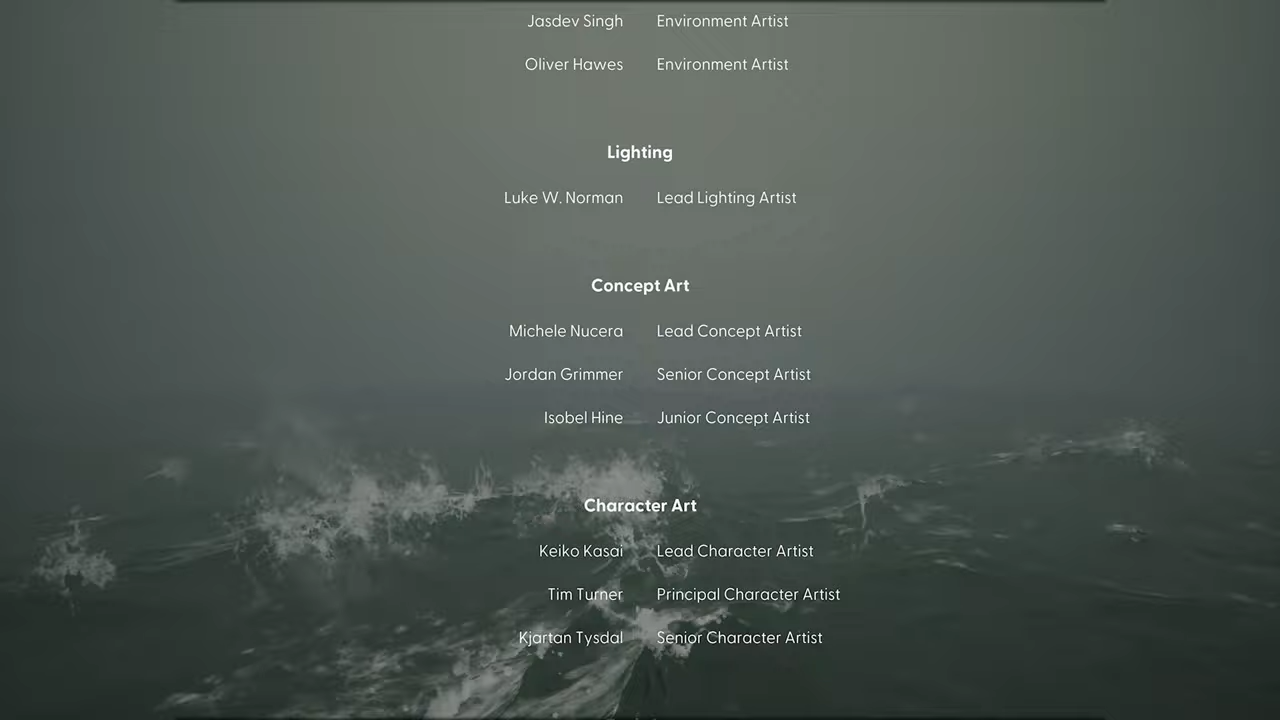 Jasdev Singh Environment Artist
Oliver Hawes Environment Artist
Lighting
Luke W. Norman Lead Lighting Artist
Concept Art
Michele Nucera Lead Concept Artist
Jordan Grimmer Senior Concept Artist
Isobel Hine Junior Concept Artist
Character Art
Keiko Kasai Lead Character Artist
Tim Turner Principal Character Artist
Kjartan Tysdal Senior Character Artist